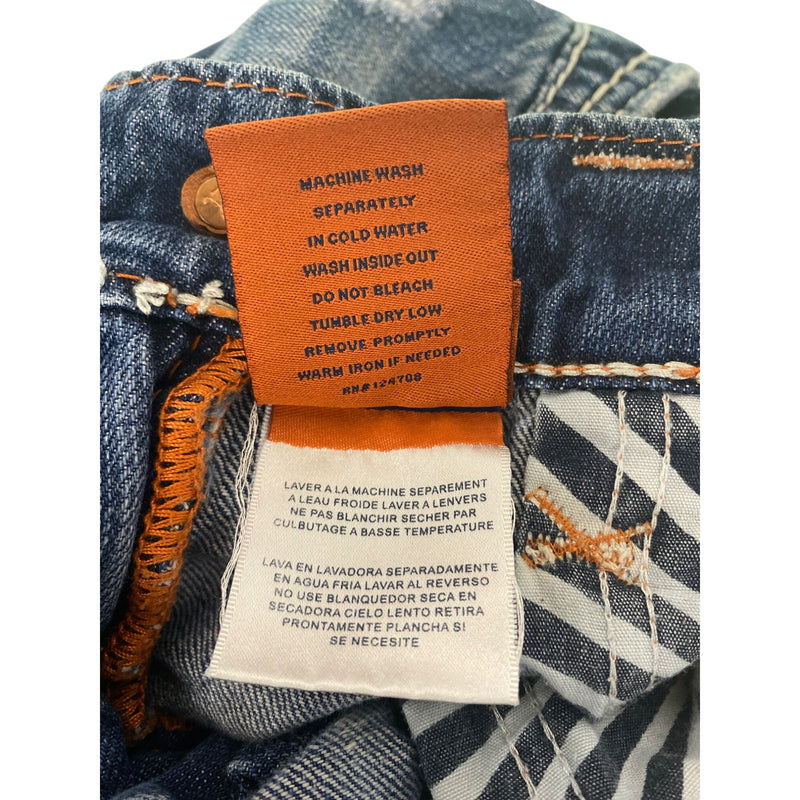 MACHINE WASH
SEPARATELY
IN COLD WATER
WASH INSIDE OUT
DO NOT BLEACH
TUMBLE DRY LOW
REMOVE PROMPTLY
WARM IRON IF NEEDED
RN# 124708
LAVER A LA MACHINE SEPAREMENT
A LEAU FROIDE LAVER A LENVERS
NE PAS BLANCHIR SECHER PAR
CULBUTAGE A BASSE TEMPERATURE
LAVA EN LAVADORA SEPARADAMENTE
EN AGUA FRIA LAVAR AL REVERSO
NO USE BLANQUEDOR SECA EN
SECADORA CIELO LENTO RETIRA
PRONTAMENTE PLANCHA SI
SE NECESITE